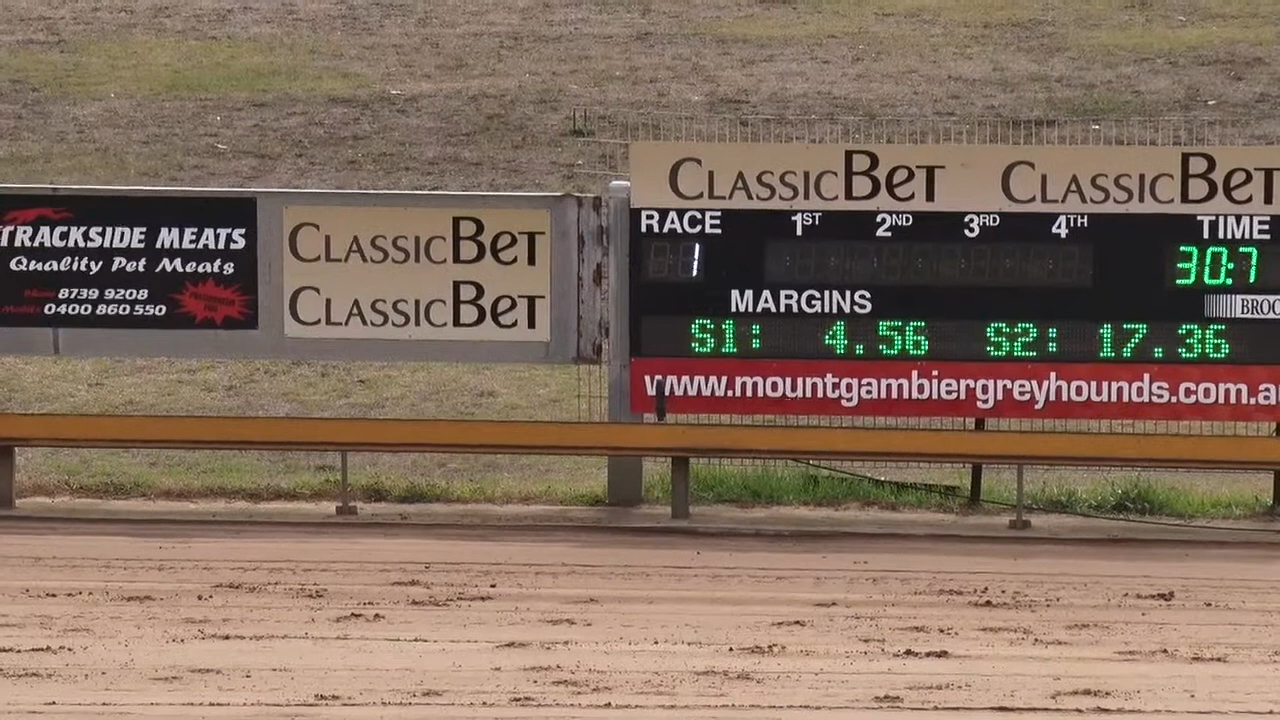 TRACKSIDE MEATS
Quality Pet Meats
8739 9208
0400 860 550
CLASSICBET
CLASSICBET
CLASSICBET CLASSICBET
RACE 1ST 2ND 3RD 4TH TIME
1 30:7
MARGINS
S1: 4.56 S2: 17.36
www.mountgambiergreyhounds.com.au